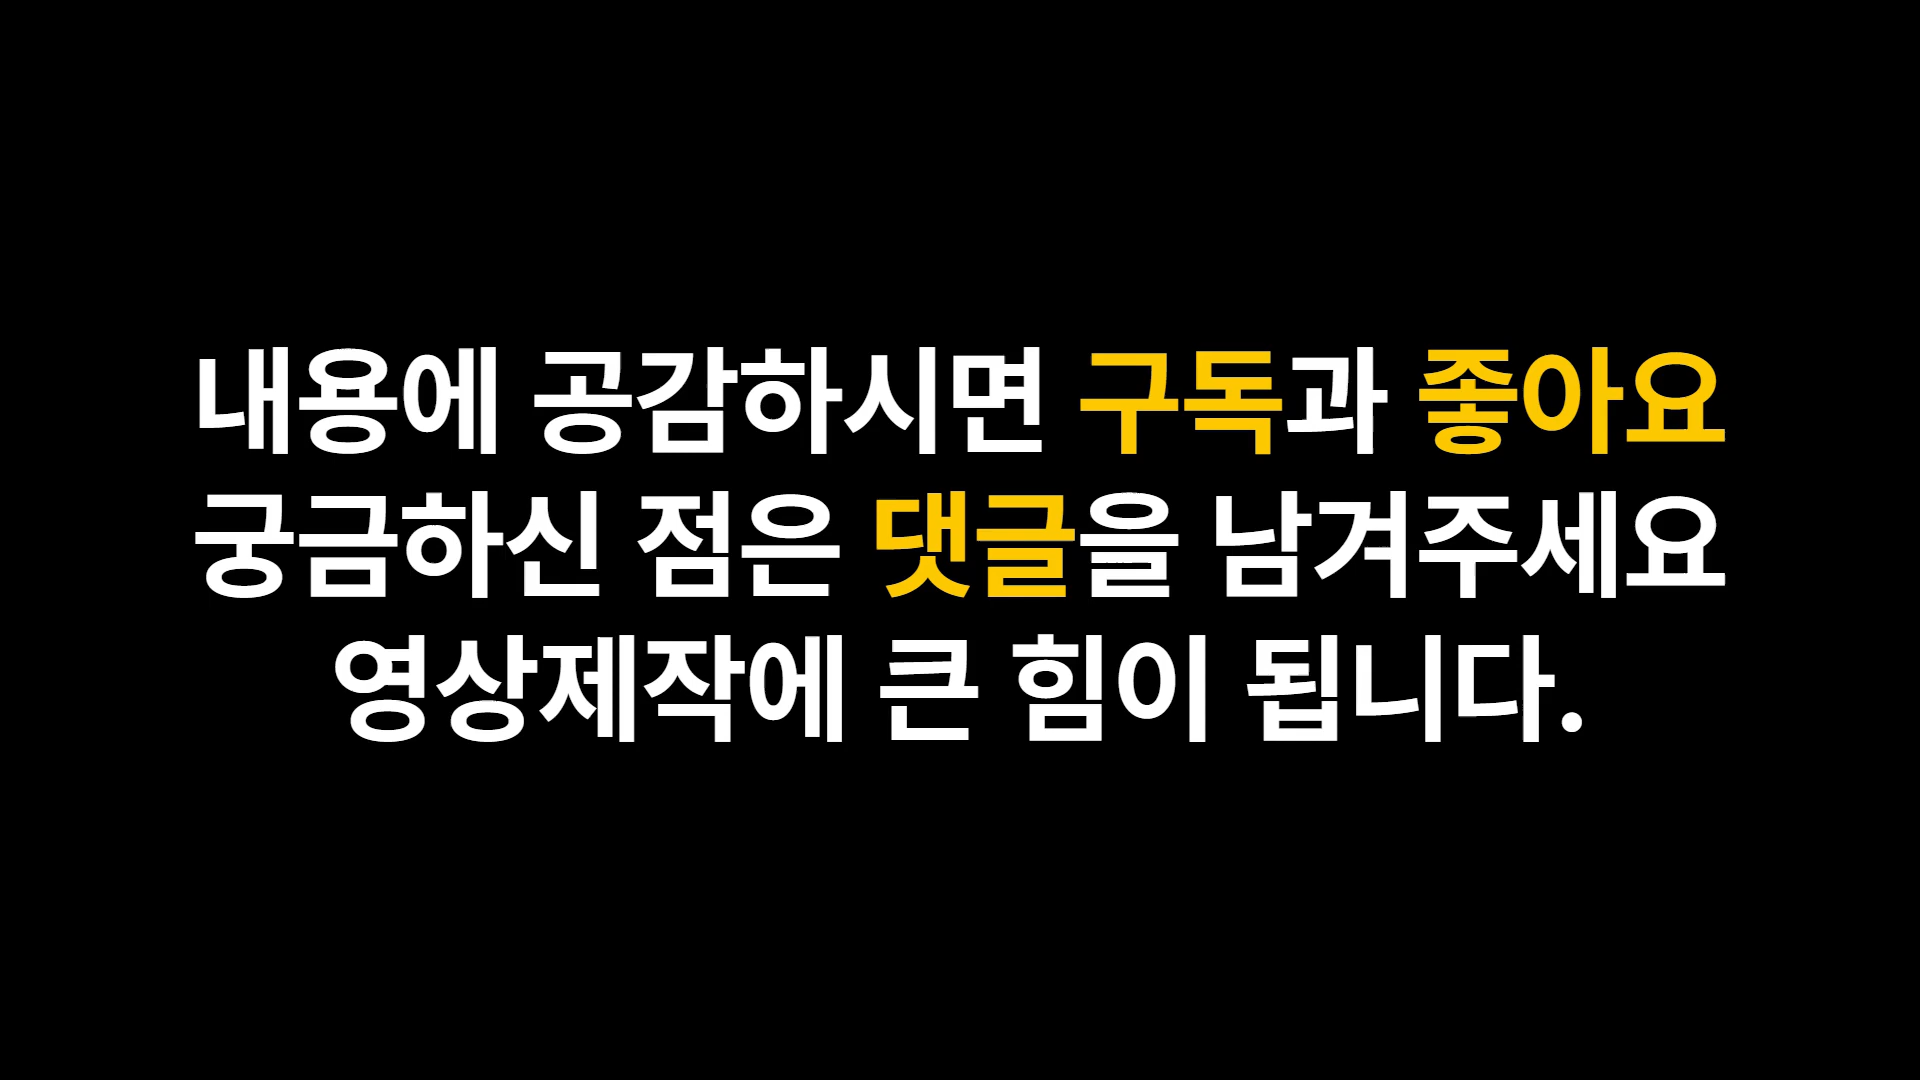 내용에 공감하시면 구독과 좋아요
궁금하신 점은 댓글을 남겨주세요
영상제작에 큰 힘이 됩니다.